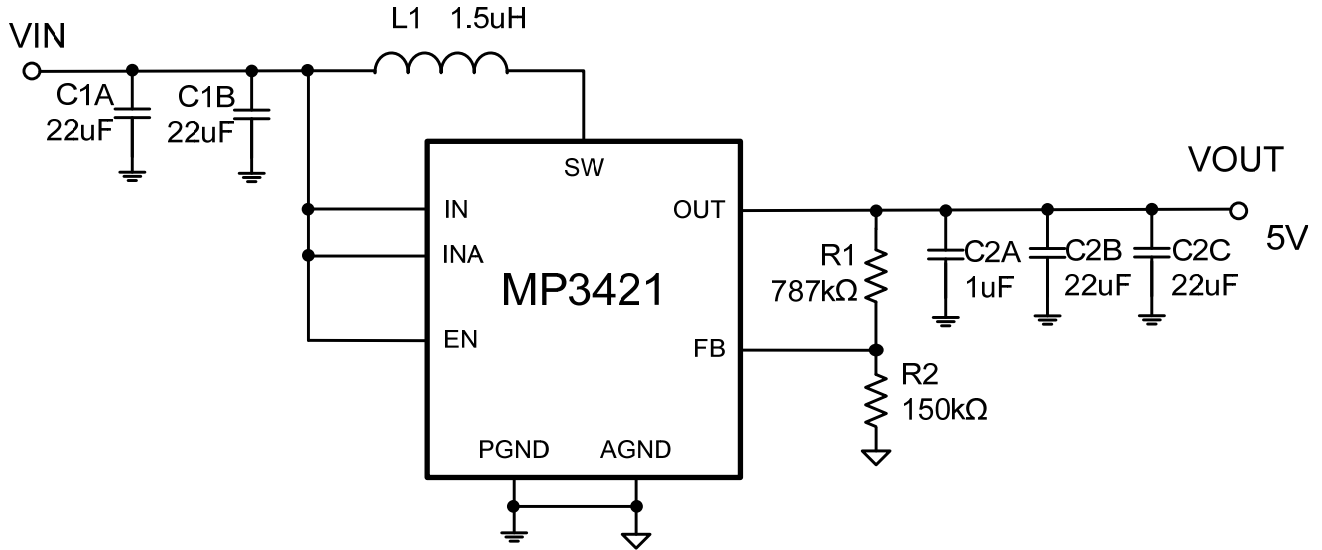 L1 1.5uH
VIN
C1A
22uF
C1B
22uF
SW
VOUT
IN
OUT
5V
INA
MP3421
R1
787kΩ
C2A
1uF
C2B
22uF
C2C
22uF
EN
FB
R2
150kΩ
PGND
AGND